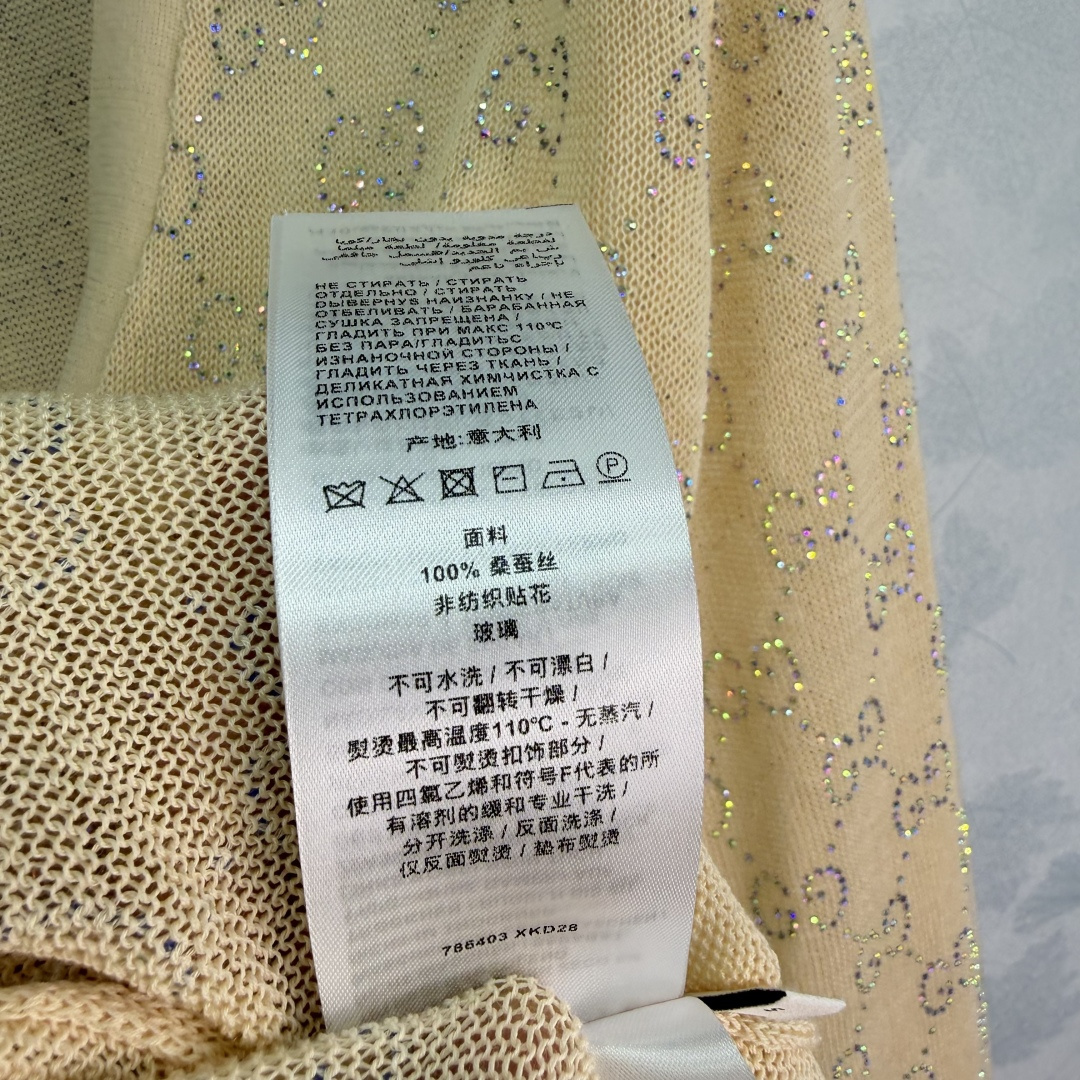 НЕ СТИРАТЬ / СТИРАТЬ
ОТДЕЛЬНО / СТИРАТЬ
ВЫВЕРНУВ НАИЗНАНКУ / НЕ
ОТБЕЛИВАТЬ / БАРАБАННАЯ
СУШКА ЗАПРЕЩЕНА /
ГЛАДИТЬ ПРИ МАКС 110°C
БЕЗ ПАРА/ГЛАДИТЬС
ИЗНАНОЧНОЙ СТОРОНЫ /
ГЛАДИТЬ ЧЕРЕЗ ТКАНЬ /
ДЕЛИКАТНАЯ ХИМЧИСТКА С
ИСПОЛЬЗОВАНИЕМ
ТЕТРАХЛОРЭТИЛЕНА
产地:意大利
P
面料
100% 桑蚕丝
非纺织贴花
玻璃
不可水洗 / 不可漂白 /
不可翻转干燥 /
熨烫最高温度110°C - 无蒸汽 /
不可熨烫扣饰部分 /
使用四氯乙烯和符号F代表的所
有溶剂的缓和专业干洗 /
分开洗涤 / 反面洗涤 /
仅反面熨烫 / 垫布熨烫
XKD28